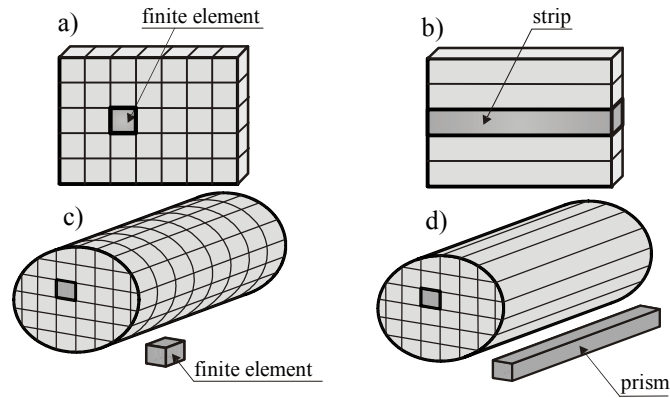 a)
finite element
b)
strip
c)
finite element
d)
prism